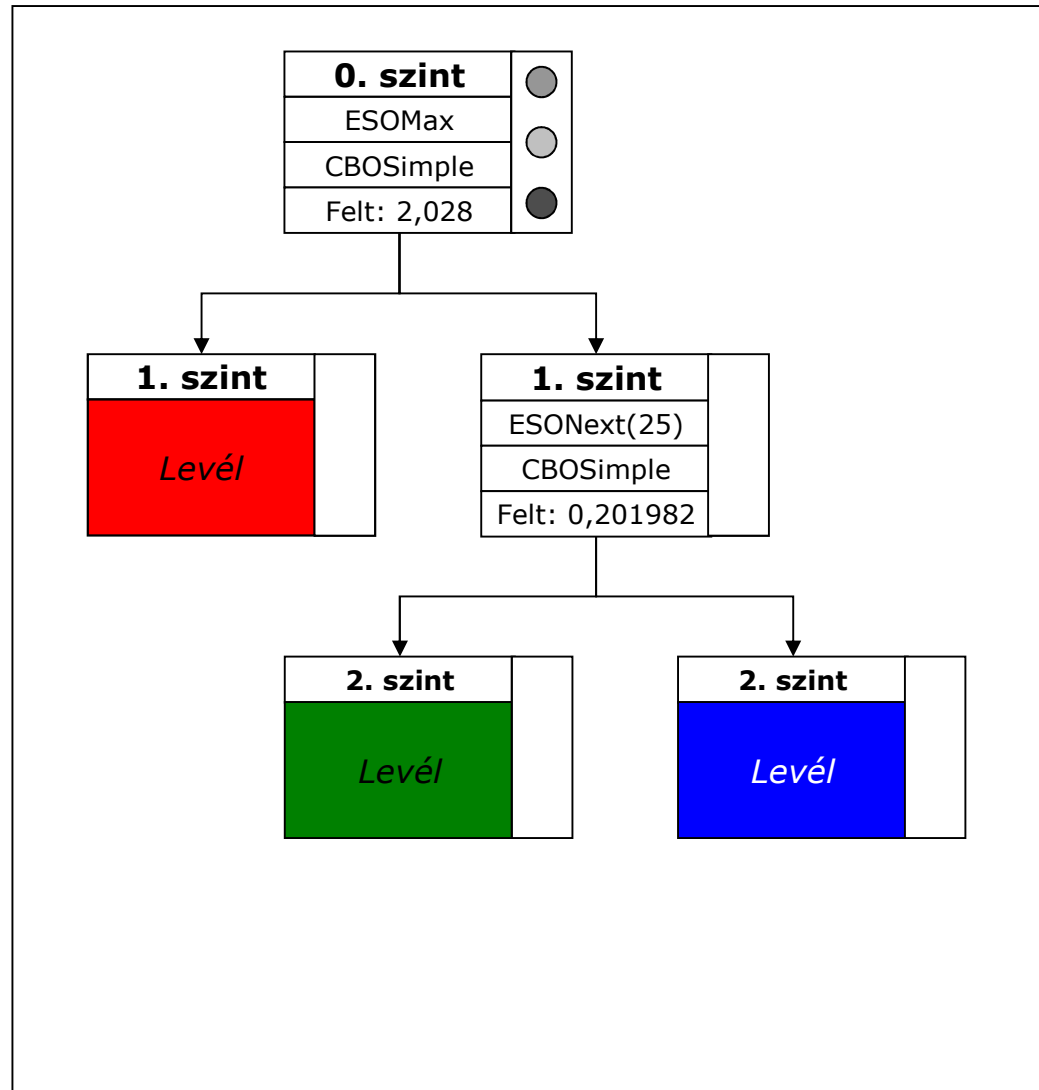 0. szint
ESOMax
CBOSimple
Felt: 2,028
1. szint
Levél
1. szint
ESONext(25)
CBOSimple
Felt: 0,201982
2. szint
Levél
2. szint
Levél